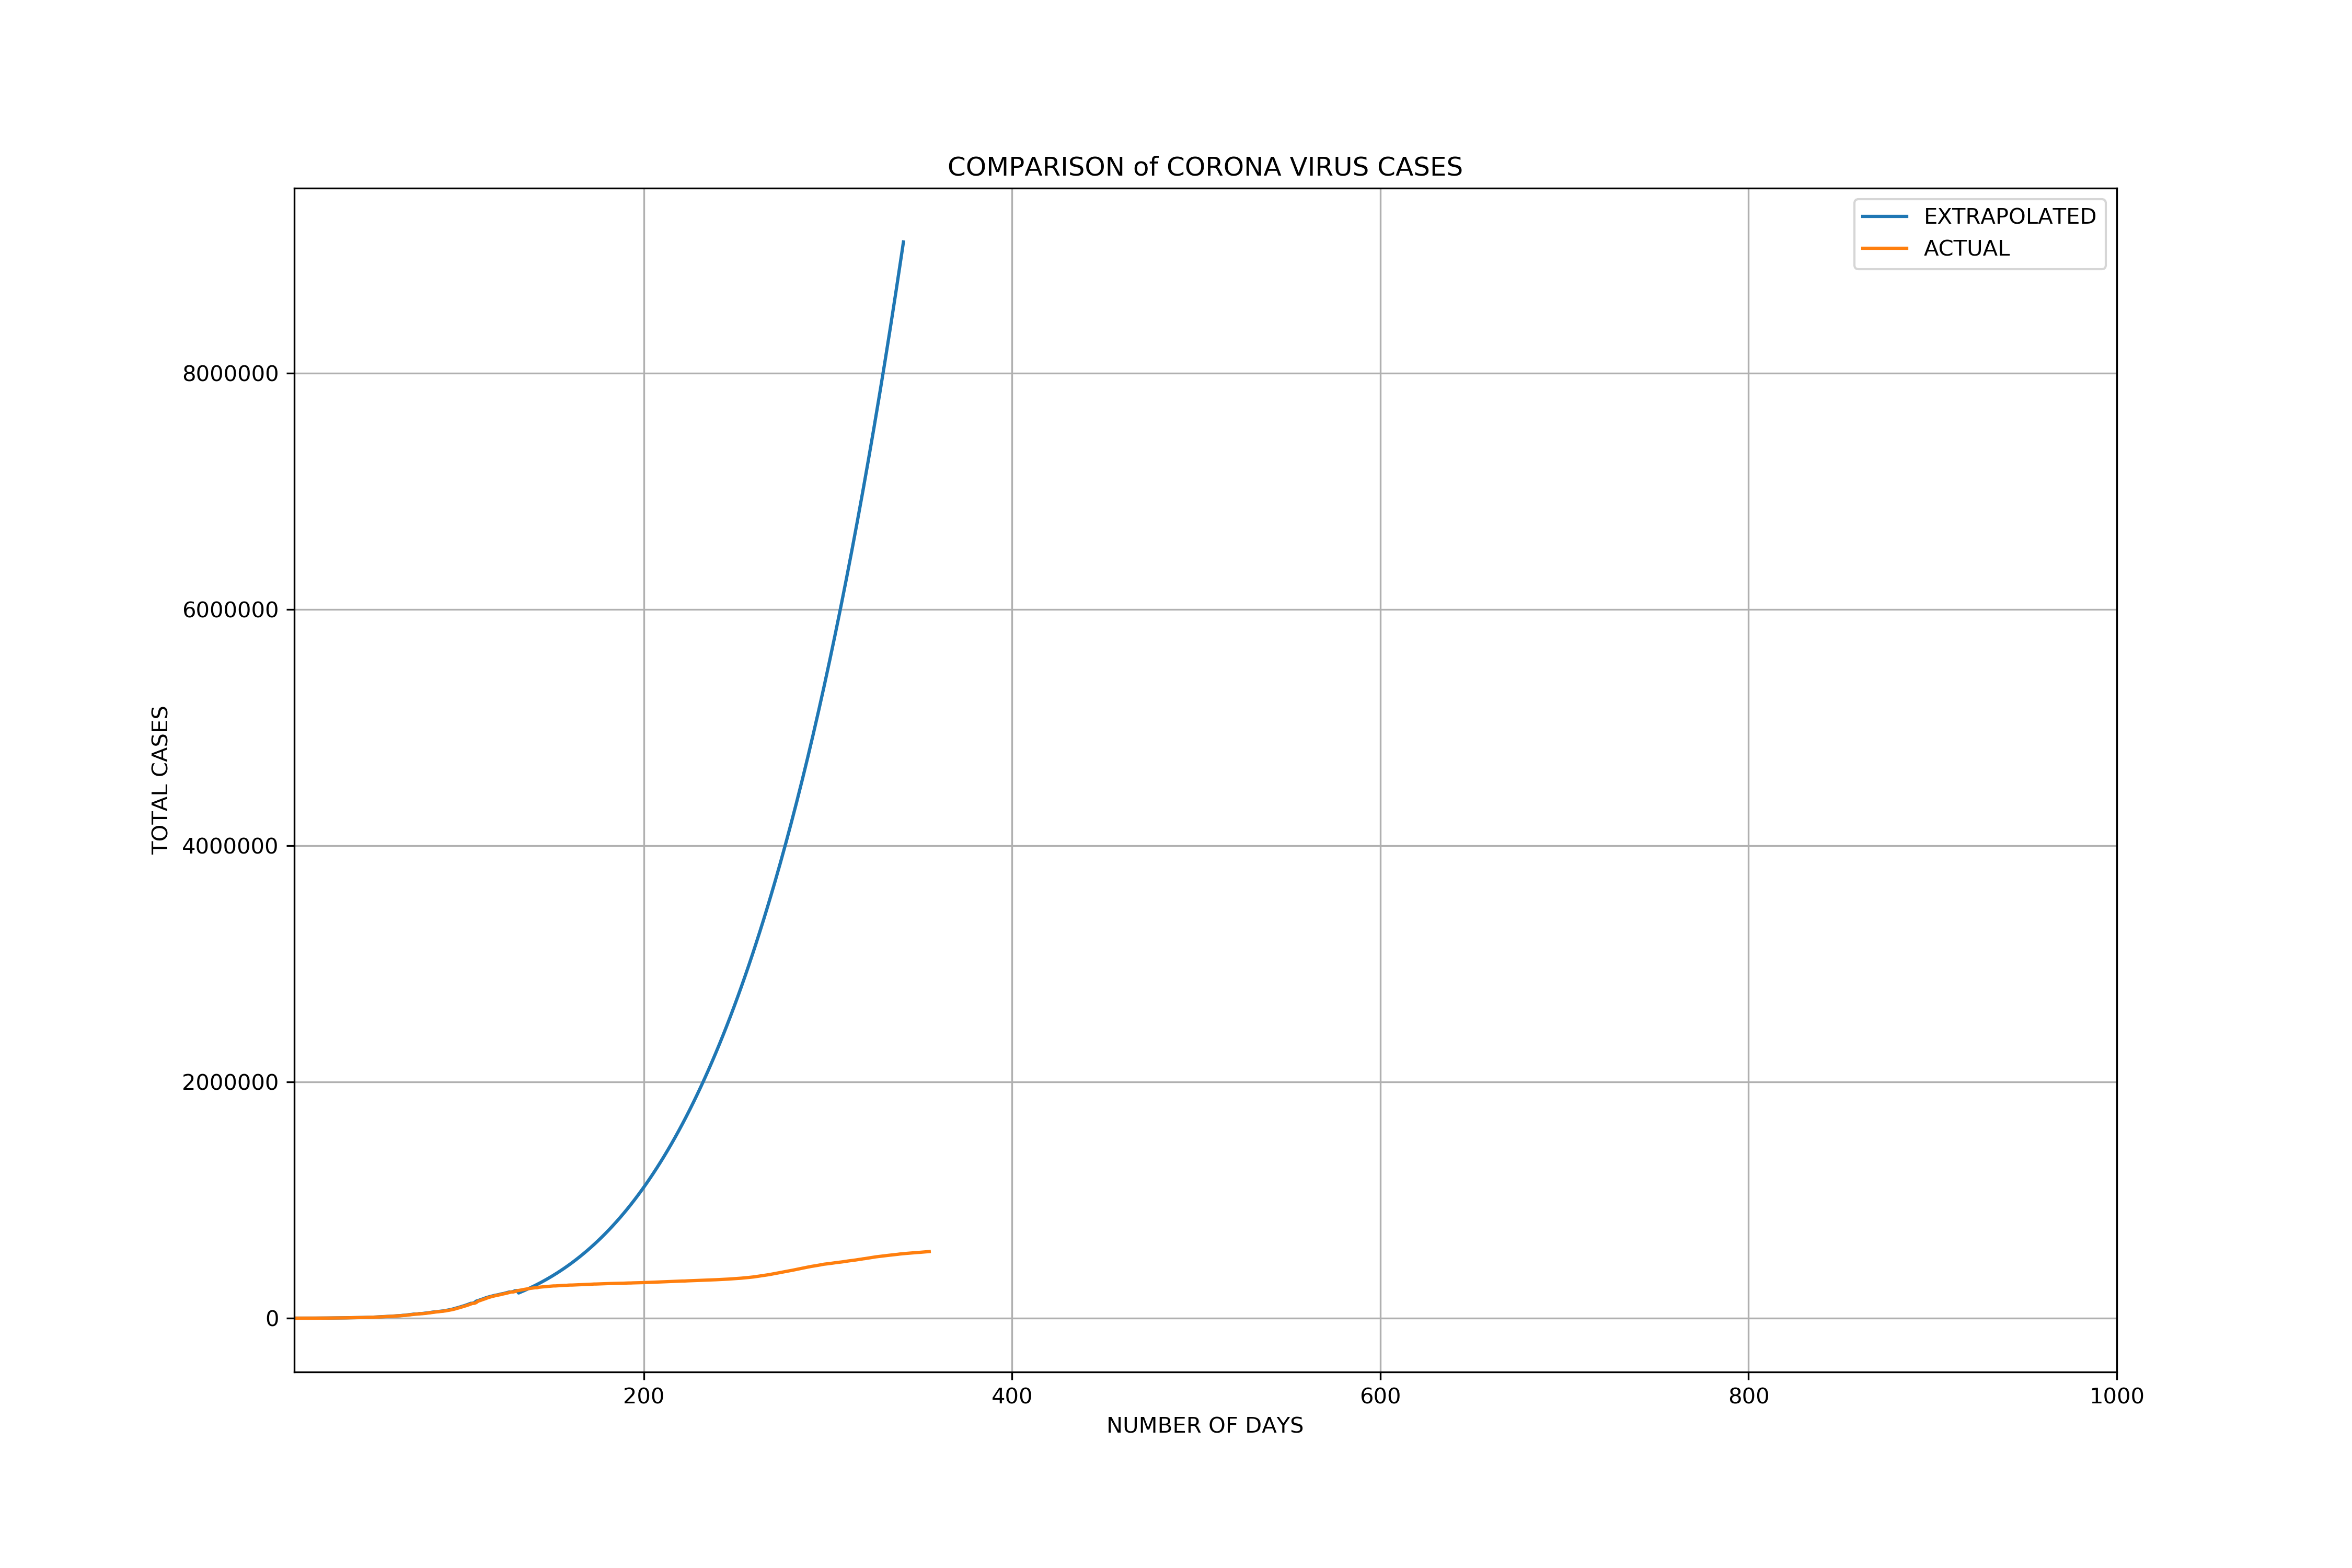 COMPARISON of CORONA VIRUS CASES
EXTRAPOLATED
ACTUAL
8000000
6000000
4000000
2000000
0
TOTAL CASES
200 400 600 800 1000
NUMBER OF DAYS